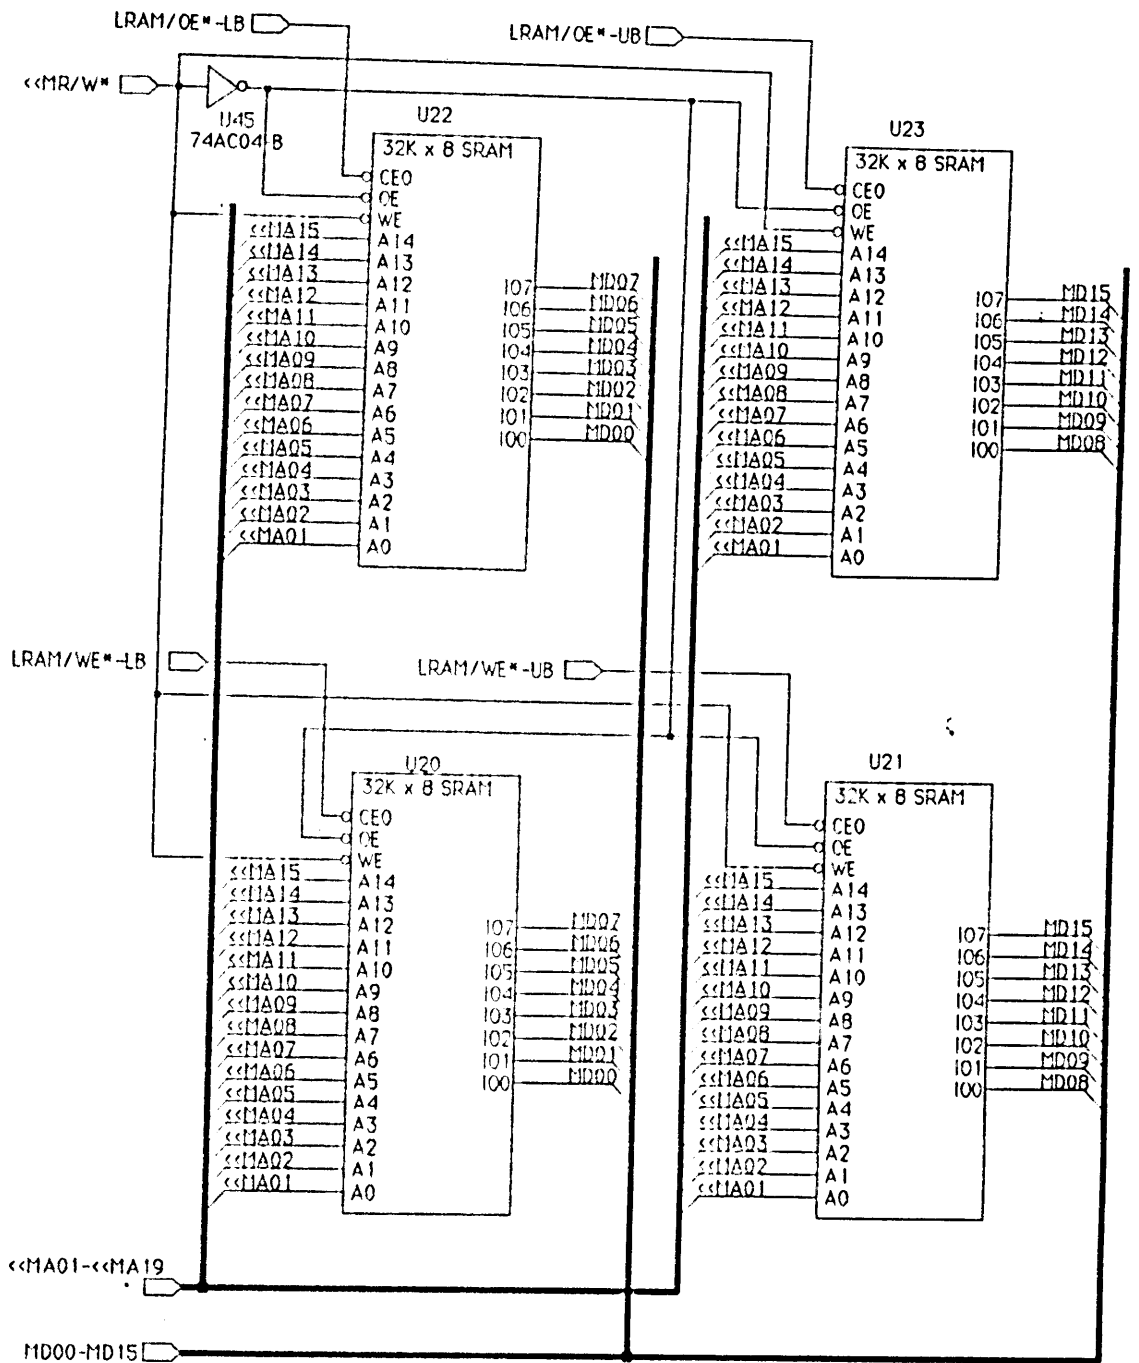 LRAM/OE*-LB
LRAM/OE*-UB
<<MR/W*
U45
74AC04-B
U22
32K x 8 SRAM
CE0
OE
WE
<<MA15 A14
<<MA14 A13
<<MA13 A12
<<MA12 A11
<<MA11 A10
<<MA10 A9
<<MA09 A8
<<MA08 A7
<<MA07 A6
<<MA06 A5
<<MA05 A4
<<MA04 A3
<<MA03 A2
<<MA02 A1
<<MA01 A0
IO7 MD07
IO6 MD06
IO5 MD05
IO4 MD04
IO3 MD03
IO2 MD02
IO1 MD01
IO0 MD00
U23
32K x 8 SRAM
CE0
OE
WE
<<MA15 A14
<<MA14 A13
<<MA13 A12
<<MA12 A11
<<MA11 A10
<<MA10 A9
<<MA09 A8
<<MA08 A7
<<MA07 A6
<<MA06 A5
<<MA05 A4
<<MA04 A3
<<MA03 A2
<<MA02 A1
<<MA01 A0
IO7 MD15
IO6 MD14
IO5 MD13
IO4 MD12
IO3 MD11
IO2 MD10
IO1 MD09
IO0 MD08
LRAM/WE*-LB
LRAM/WE*-UB
U20
32K x 8 SRAM
CE0
OE
WE
<<MA15 A14
<<MA14 A13
<<MA13 A12
<<MA12 A11
<<MA11 A10
<<MA10 A9
<<MA09 A8
<<MA08 A7
<<MA07 A6
<<MA06 A5
<<MA05 A4
<<MA04 A3
<<MA03 A2
<<MA02 A1
<<MA01 A0
IO7 MD07
IO6 MD06
IO5 MD05
IO4 MD04
IO3 MD03
IO2 MD02
IO1 MD01
IO0 MD00
U21
32K x 8 SRAM
CE0
OE
WE
<<MA15 A14
<<MA14 A13
<<MA13 A12
<<MA12 A11
<<MA11 A10
<<MA10 A9
<<MA09 A8
<<MA08 A7
<<MA07 A6
<<MA06 A5
<<MA05 A4
<<MA04 A3
<<MA03 A2
<<MA02 A1
<<MA01 A0
IO7 MD15
IO6 MD14
IO5 MD13
IO4 MD12
IO3 MD11
IO2 MD10
IO1 MD09
IO0 MD08
<<MA01-<<MA19
MD00-MD15